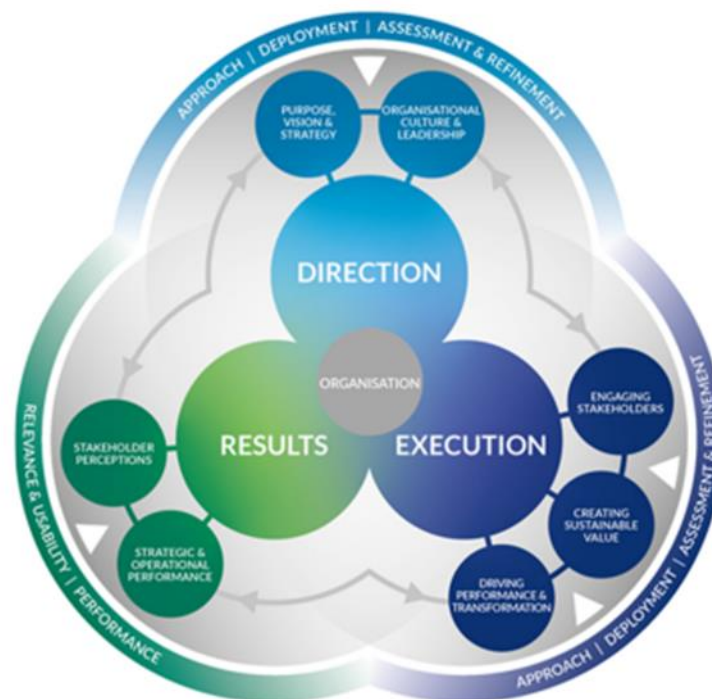 APPROACH | DEPLOYMENT | ASSESSMENT & REFINEMENT
PURPOSE,
VISION &
STRATEGY
ORGANISATIONAL
CULTURE &
LEADERSHIP
DIRECTION
ORGANISATION
RESULTS
EXECUTION
STAKEHOLDER
PERCEPTIONS
STRATEGIC &
OPERATIONAL
PERFORMANCE
ENGAGING
STAKEHOLDERS
CREATING
SUSTAINABLE
VALUE
DRIVING
PERFORMANCE &
TRANSFORMATION
RELEVANCE & USABILITY | PERFORMANCE
APPROACH | DEPLOYMENT | ASSESSMENT & REFINEMENT